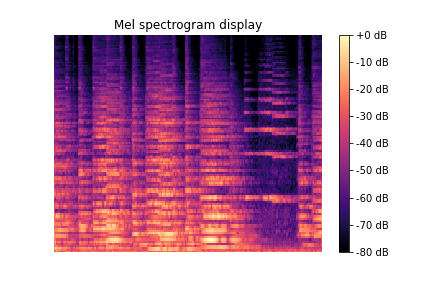 Mel spectrogram display
+0 dB
-10 dB
-20 dB
-30 dB
-40 dB
-50 dB
-60 dB
-70 dB
-80 dB